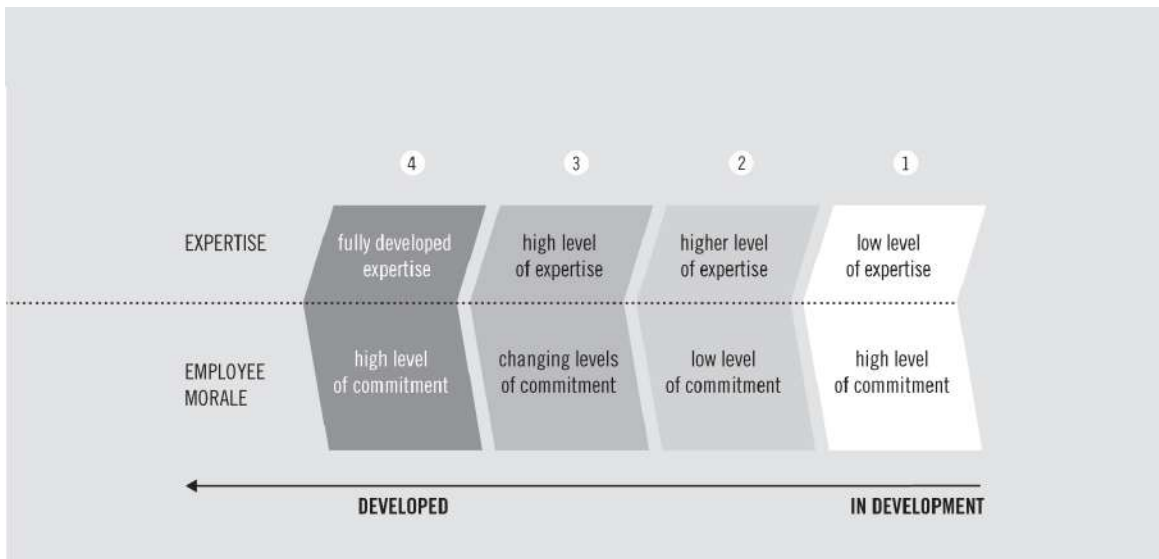 4
3
2
1
EXPERTISE
fully developed
expertise
high level
of expertise
higher level
of expertise
low level
of expertise
EMPLOYEE
MORALE
high level
of commitment
changing levels
of commitment
low level
of commitment
high level
of commitment
DEVELOPED
IN DEVELOPMENT